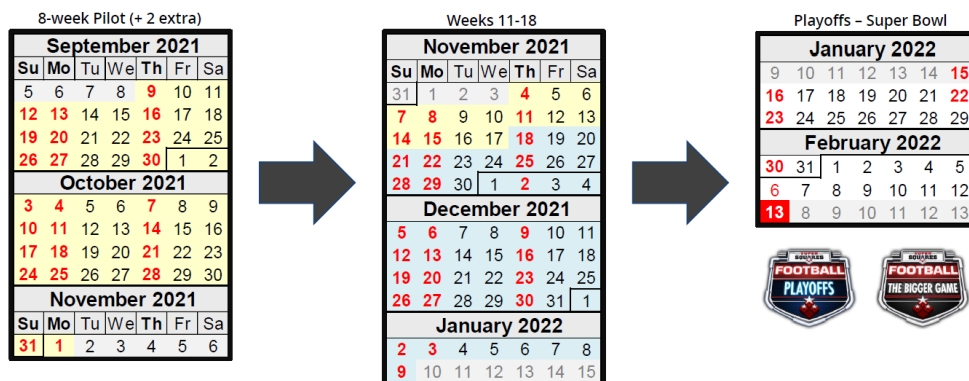 8-week Pilot (+ 2 extra)
September 2021
Su Mo Tu We Th Fr Sa
5 6 7 8 9 10 11
12 13 14 15 16 17 18
19 20 21 22 23 24 25
26 27 28 29 30 1 2
October 2021
3 4 5 6 7 8 9
10 11 12 13 14 15 16
17 18 19 20 21 22 23
24 25 26 27 28 29 30
November 2021
Su Mo Tu We Th Fr Sa
31 1 2 3 4 5 6
Weeks 11-18
November 2021
Su Mo Tu We Th Fr Sa
31 1 2 3 4 5 6
7 8 9 10 11 12 13
14 15 16 17 18 19 20
21 22 23 24 25 26 27
28 29 30 1 2 3 4
December 2021
5 6 7 8 9 10 11
12 13 14 15 16 17 18
19 20 21 22 23 24 25
26 27 28 29 30 31 1
January 2022
2 3 4 5 6 7 8
9 10 11 12 13 14 15
Playoffs – Super Bowl
January 2022
9 10 11 12 13 14 15
16 17 18 19 20 21 22
23 24 25 26 27 28 29
February 2022
30 31 1 2 3 4 5
6 7 8 9 10 11 12
13 8 9 10 11 12 13
SUPER
SQUARES
FOOTBALL
PLAYOFFS
SUPER
SQUARES
FOOTBALL
THE BIGGER GAME